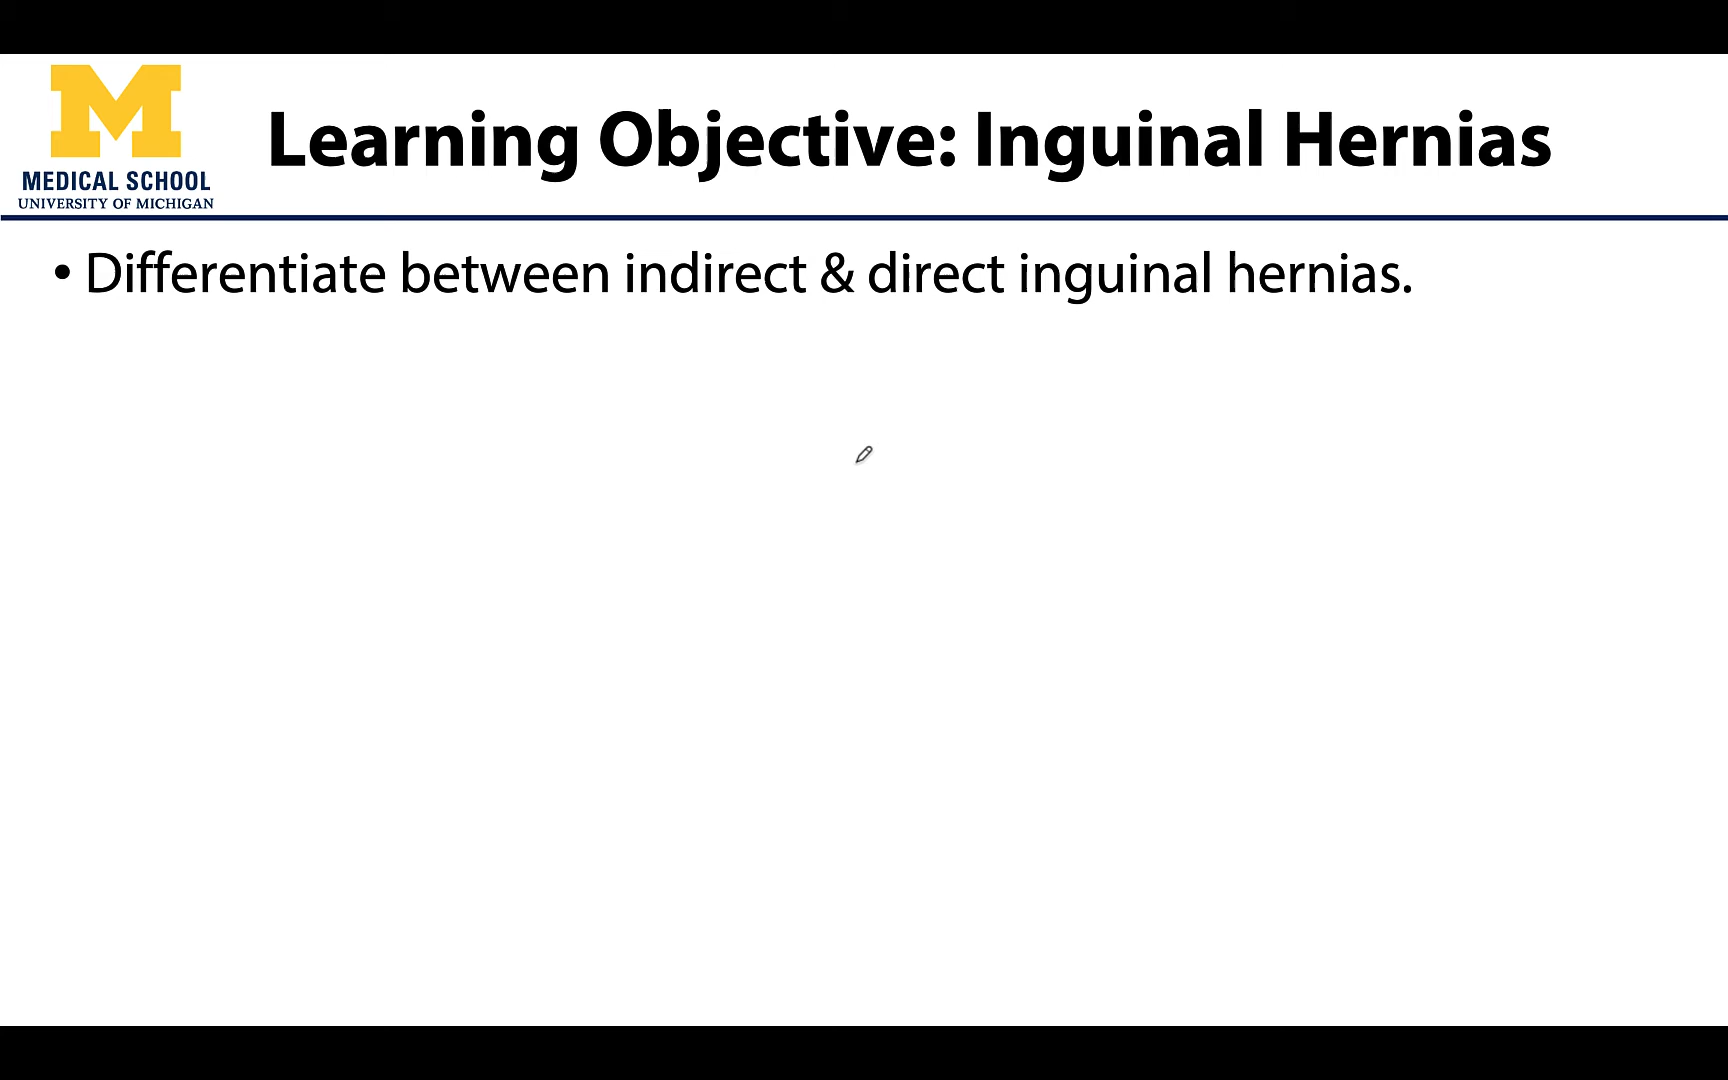 M
MEDICAL SCHOOL
UNIVERSITY OF MICHIGAN
Learning Objective: Inguinal Hernias
• Differentiate between indirect & direct inguinal hernias.